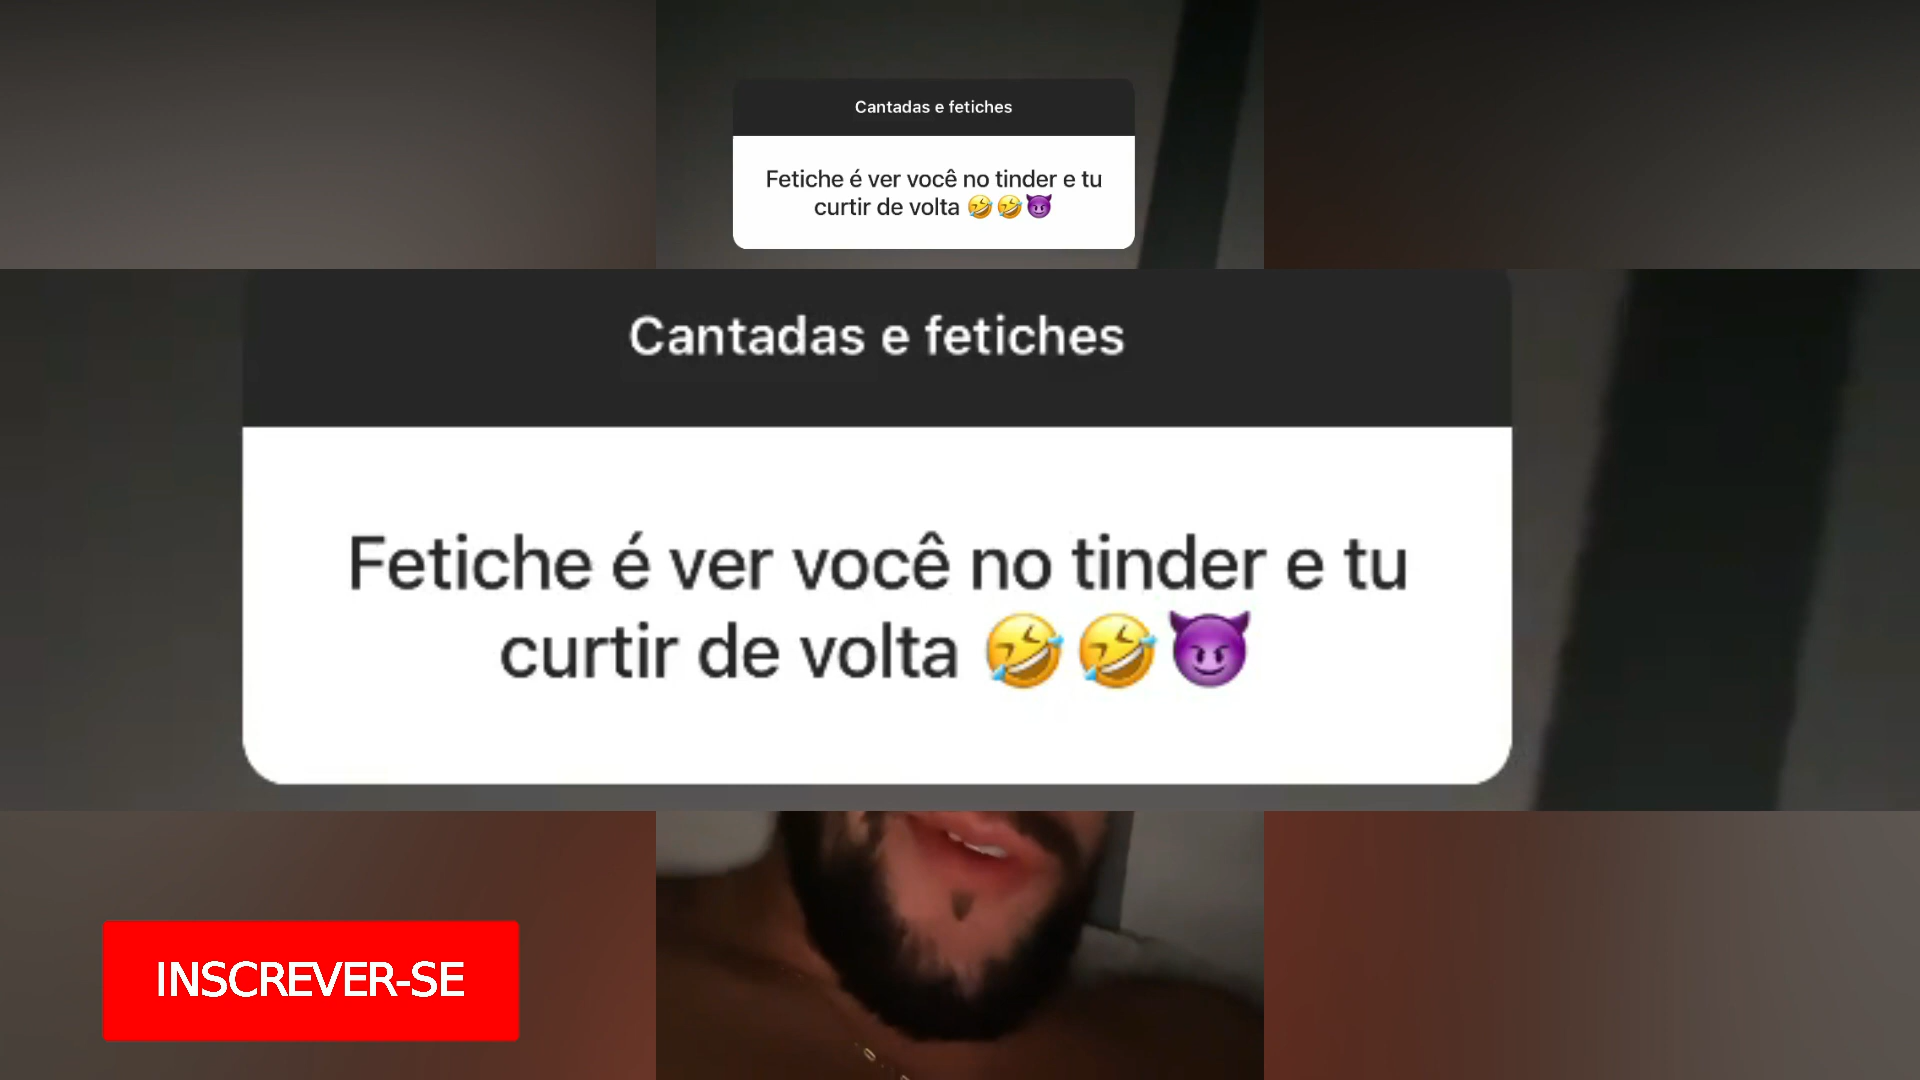 Cantadas e fetiches
Fetiche é ver você no tinder e tu
curtir de volta 🤣🤣😈
Cantadas e fetiches
Fetiche é ver você no tinder e tu
curtir de volta 🤣🤣😈
INSCREVER-SE